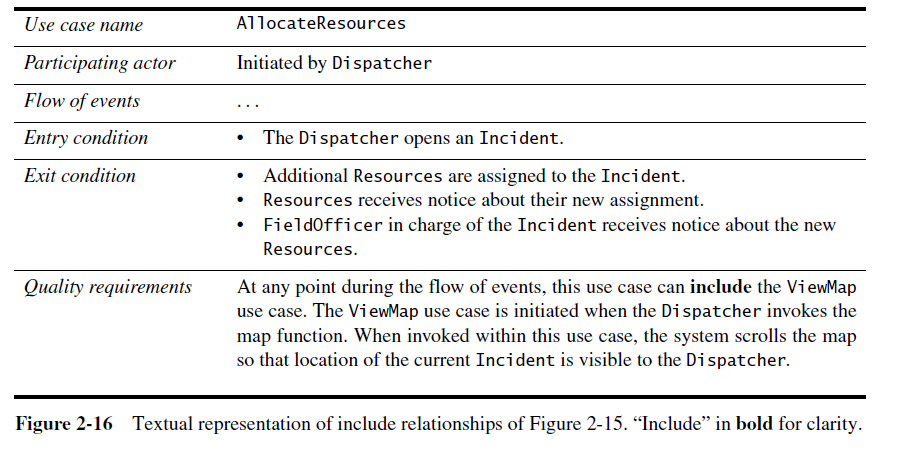 Use case name AllocateResources
Participating actor Initiated by Dispatcher
Flow of events . . .
Entry condition • The Dispatcher opens an Incident.
Exit condition • Additional Resources are assigned to the Incident.
• Resources receives notice about their new assignment.
• FieldOfficer in charge of the Incident receives notice about the new
Resources.
Quality requirements At any point during the flow of events, this use case can include the ViewMap
use case. The ViewMap use case is initiated when the Dispatcher invokes the
map function. When invoked within this use case, the system scrolls the map
so that location of the current Incident is visible to the Dispatcher.
Figure 2-16 Textual representation of include relationships of Figure 2-15. “Include” in bold for clarity.